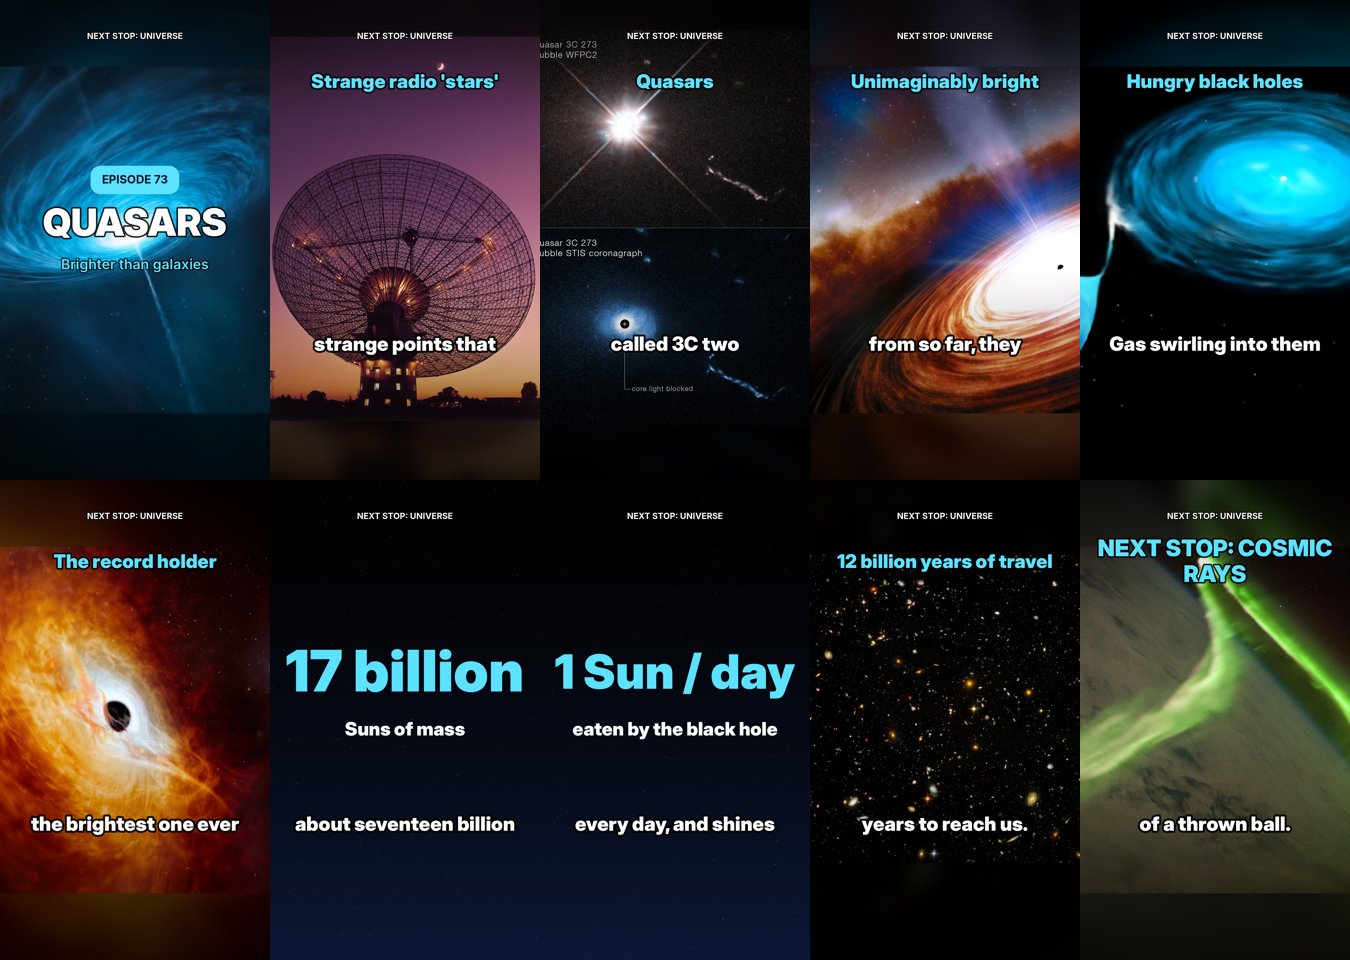 NEXT STOP: UNIVERSE
EPISODE 73
QUASARS
Brighter than galaxies
NEXT STOP: UNIVERSE
Strange radio 'stars'
strange points that
NEXT STOP: UNIVERSE
uasar 3C 273
ubble WFPC2
Quasars
uasar 3C 273
ubble STIS coronagraph
called 3C two
core light blocked
NEXT STOP: UNIVERSE
Unimaginably bright
from so far, they
NEXT STOP: UNIVERSE
Hungry black holes
Gas swirling into them
NEXT STOP: UNIVERSE
The record holder
the brightest one ever
NEXT STOP: UNIVERSE
17 billion
Suns of mass
about seventeen billion
NEXT STOP: UNIVERSE
1 Sun / day
eaten by the black hole
every day, and shines
NEXT STOP: UNIVERSE
12 billion years of travel
years to reach us.
NEXT STOP: UNIVERSE
NEXT STOP: COSMIC
RAYS
of a thrown ball.